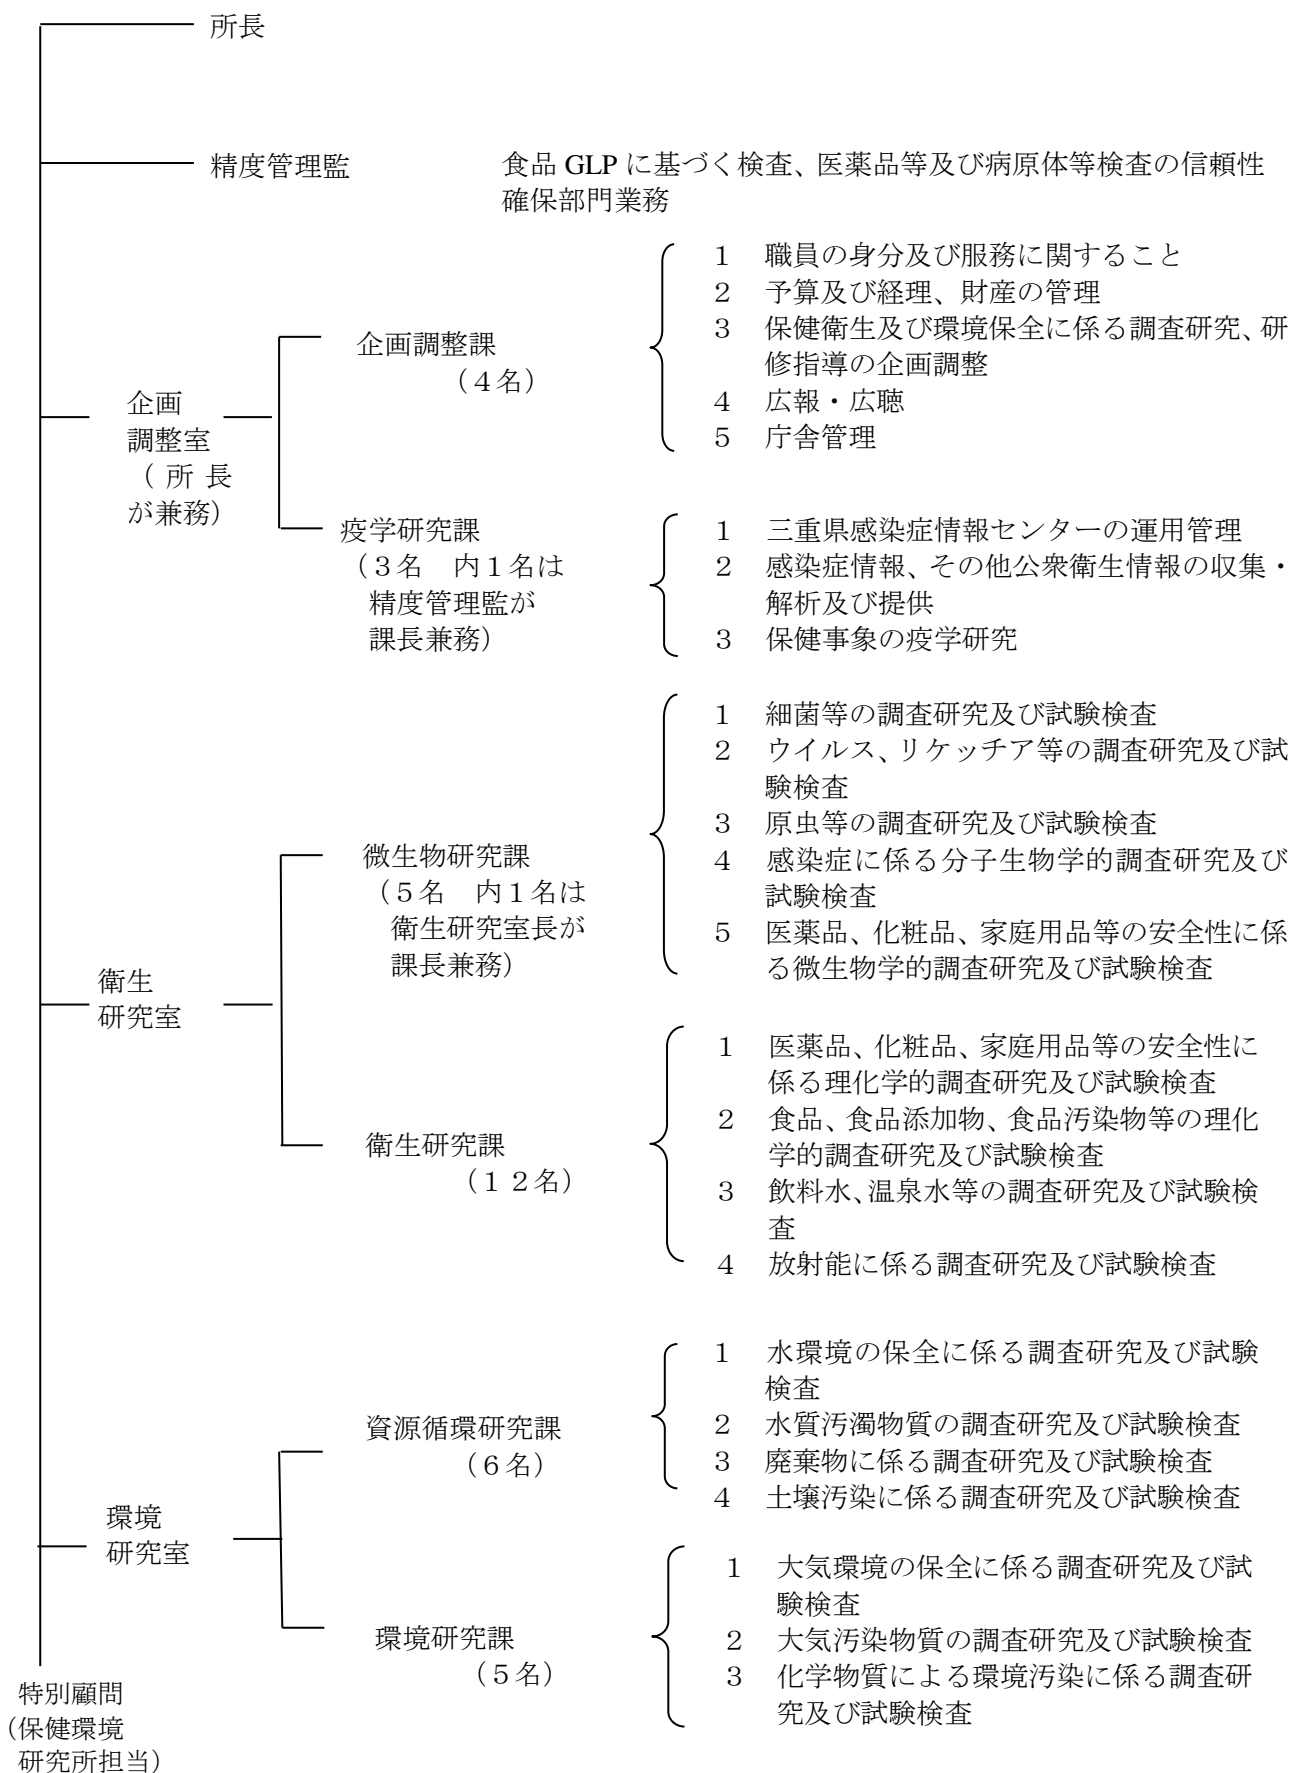 所長
精度管理監
食品 GLP に基づく検査、医薬品等及び病原体等検査の信頼性
確保部門業務
企画
調整室
（ 所 長
が兼務）
企画調整課
（４名）
１ 職員の身分及び服務に関すること
２ 予算及び経理、財産の管理
３ 保健衛生及び環境保全に係る調査研究、研
修指導の企画調整
４ 広報・広聴
５ 庁舎管理
疫学研究課
（３名 内１名は
精度管理監が
課長兼務）
１ 三重県感染症情報センターの運用管理
２ 感染症情報、その他公衆衛生情報の収集・
解析及び提供
３ 保健事象の疫学研究
衛生
研究室
微生物研究課
（５名 内１名は
衛生研究室長が
課長兼務）
１ 細菌等の調査研究及び試験検査
２ ウイルス、リケッチア等の調査研究及び試
験検査
３ 原虫等の調査研究及び試験検査
４ 感染症に係る分子生物学的調査研究及び
試験検査
５ 医薬品、化粧品、家庭用品等の安全性に係
る微生物学的調査研究及び試験検査
衛生研究課
（１２名）
１ 医薬品、化粧品、家庭用品等の安全性に
係る理化学的調査研究及び試験検査
２ 食品、食品添加物、食品汚染物等の理化
学的調査研究及び試験検査
３ 飲料水、温泉水等の調査研究及び試験検
査
４ 放射能に係る調査研究及び試験検査
環境
研究室
資源循環研究課
（６名）
１ 水環境の保全に係る調査研究及び試験
検査
２ 水質汚濁物質の調査研究及び試験検査
３ 廃棄物に係る調査研究及び試験検査
４ 土壌汚染に係る調査研究及び試験検査
環境研究課
（５名）
１ 大気環境の保全に係る調査研究及び試
験検査
２ 大気汚染物質の調査研究及び試験検査
３ 化学物質による環境汚染に係る調査研
究及び試験検査
特別顧問
（保健環境
研究所担当）